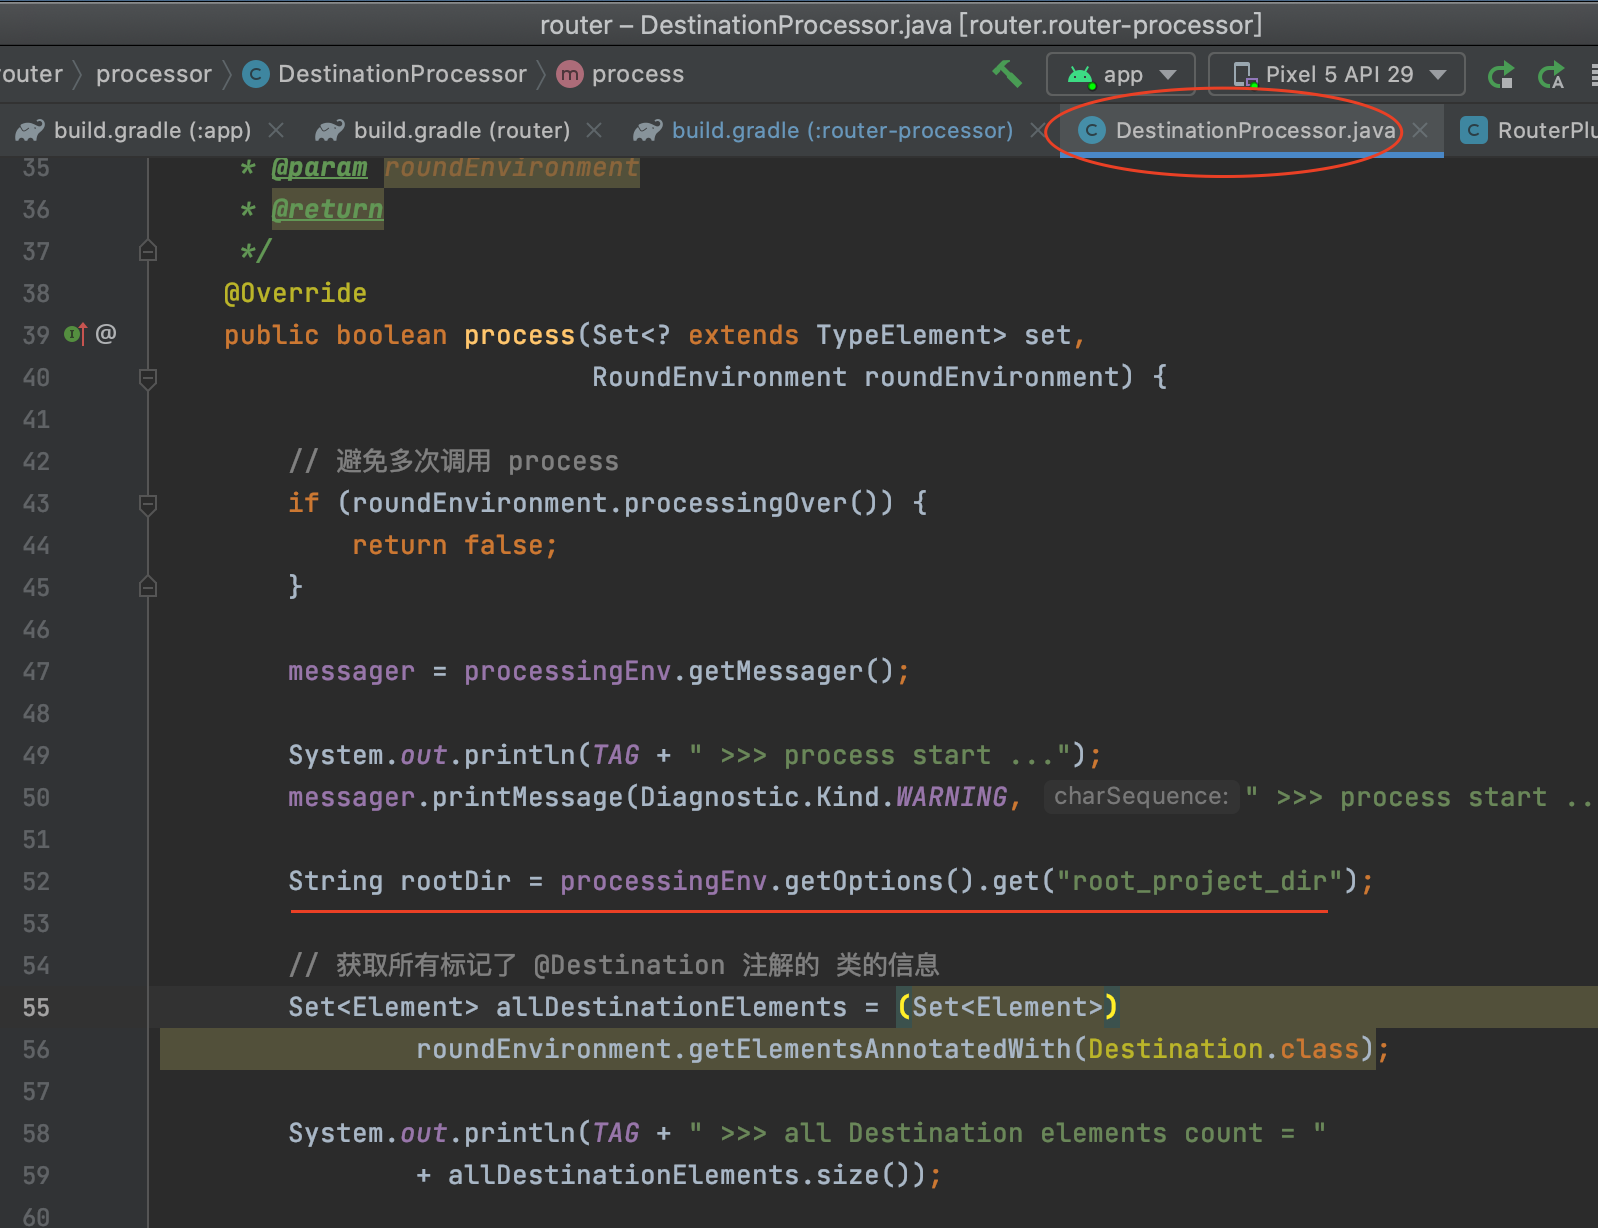 router – DestinationProcessor.java [router.router-processor]
outer processor C DestinationProcessor m process app Pixel 5 API 29
build.gradle (:app) build.gradle (router) build.gradle (:router-processor) C DestinationProcessor.java C RouterPlu
35 * @param roundEnvironment
36 * @return
37 */
38 @Override
39 @ public boolean process(Set<? extends TypeElement> set,
40 RoundEnvironment roundEnvironment) {
41
42 // 避免多次调用 process
43 if (roundEnvironment.processingOver()) {
44 return false;
45 }
46
47 messager = processingEnv.getMessager();
48
49 System.out.println(TAG + " >>> process start ...");
50 messager.printMessage(Diagnostic.Kind.WARNING, charSequence: " >>> process start ..
51
52 String rootDir = processingEnv.getOptions().get("root_project_dir");
53
54 // 获取所有标记了 @Destination 注解的 类的信息
55 Set<Element> allDestinationElements = (Set<Element>)
56 roundEnvironment.getElementsAnnotatedWith(Destination.class);
57
58 System.out.println(TAG + " >>> all Destination elements count = "
59 + allDestinationElements.size());
60